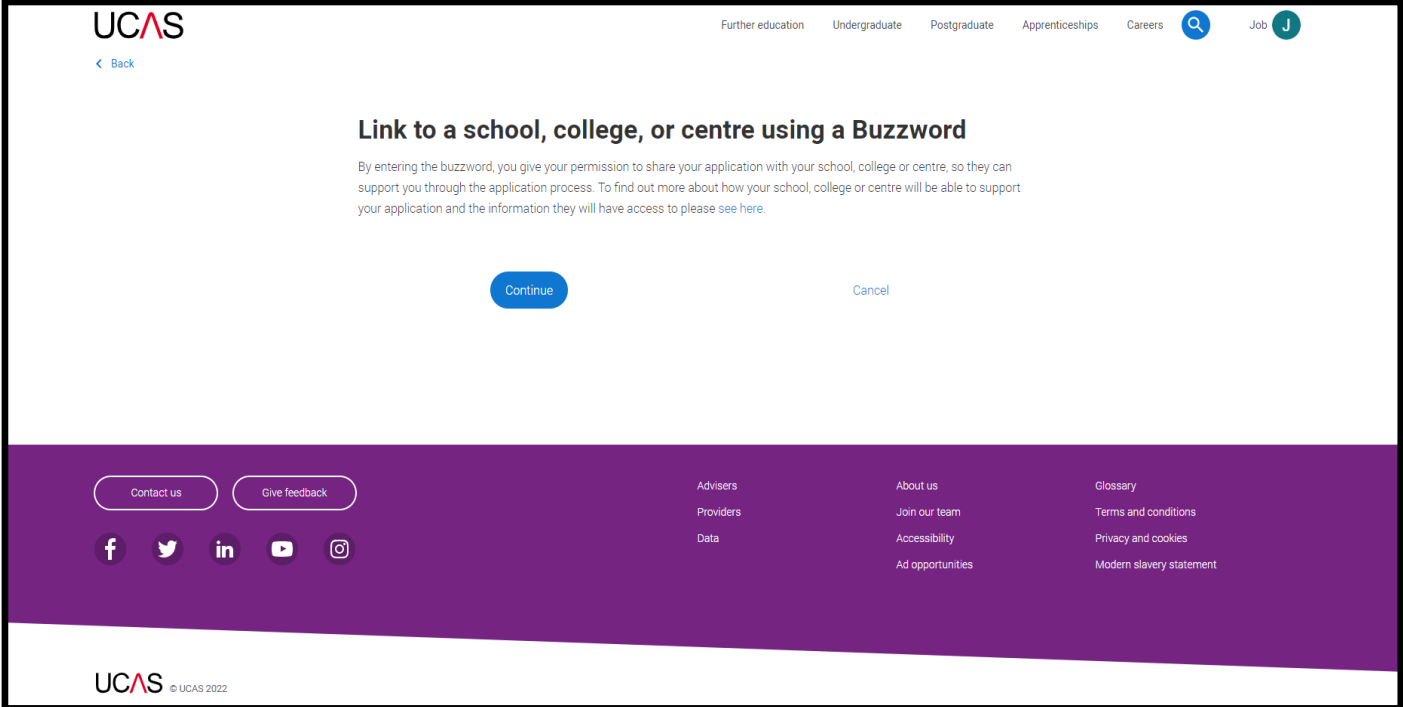 UCAS
Further education Undergraduate Postgraduate Apprenticeships Careers Job J
Back
Link to a school, college, or centre using a Buzzword
By entering the buzzword, you give your permission to share your application with your school, college or centre, so they can
support you through the application process. To find out more about how your school, college or centre will be able to support
your application and the information they will have access to please see here.
Continue Cancel
Contact us Give feedback
Advisers About us Glossary
Providers Join our team Terms and conditions
Data Accessibility Privacy and cookies
Ad opportunities Modern slavery statement
UCAS © UCAS 2022